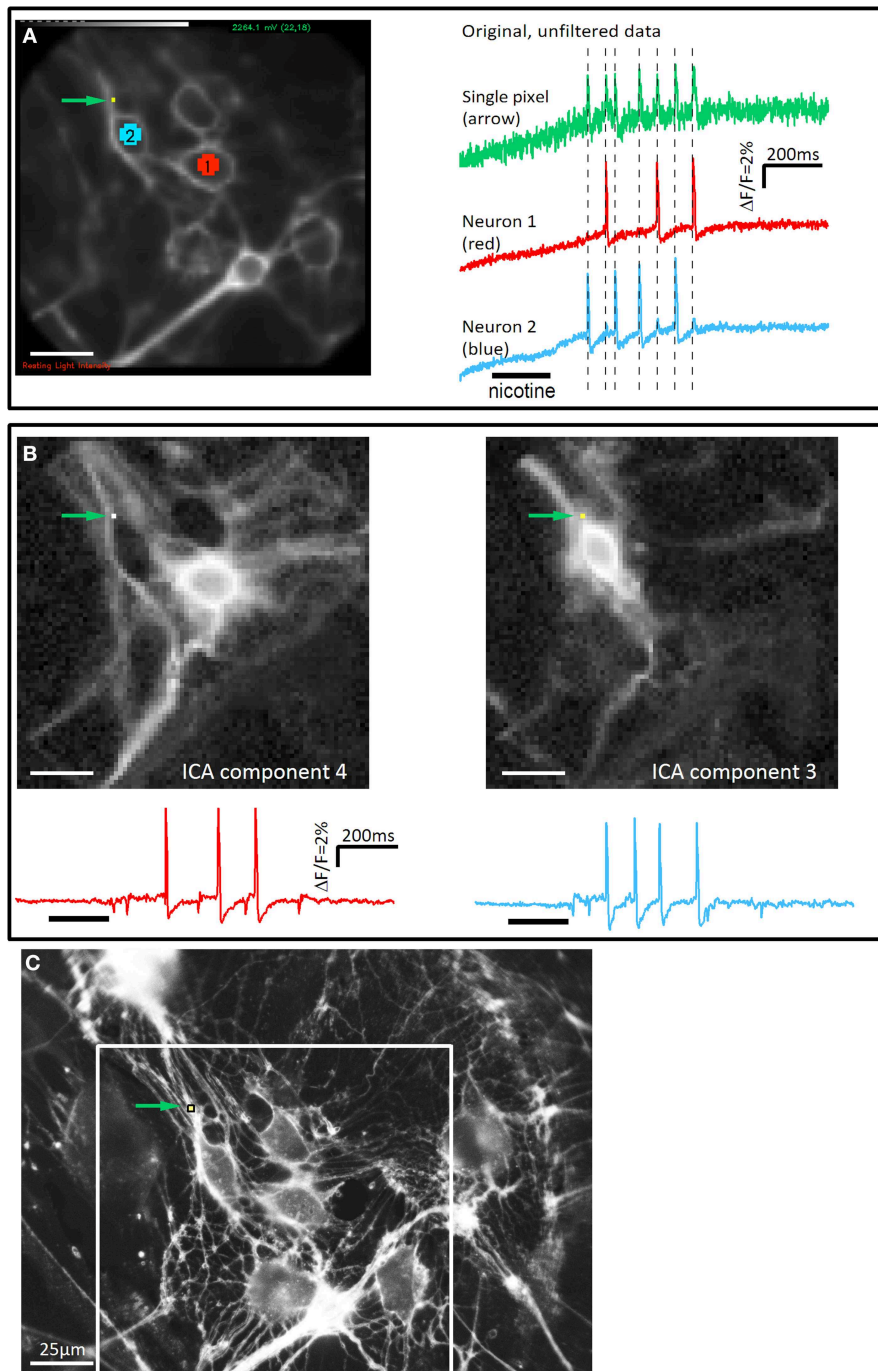 A
2264.1 mV (22,18)
2
1
Resting Light Intensity
Original, unfiltered data
Single pixel
(arrow)
200ms
ΔF/F=2%
Neuron 1
(red)
Neuron 2
(blue)
nicotine
B
ICA component 4
ICA component 3
200ms
ΔF/F=2%
C
25µm